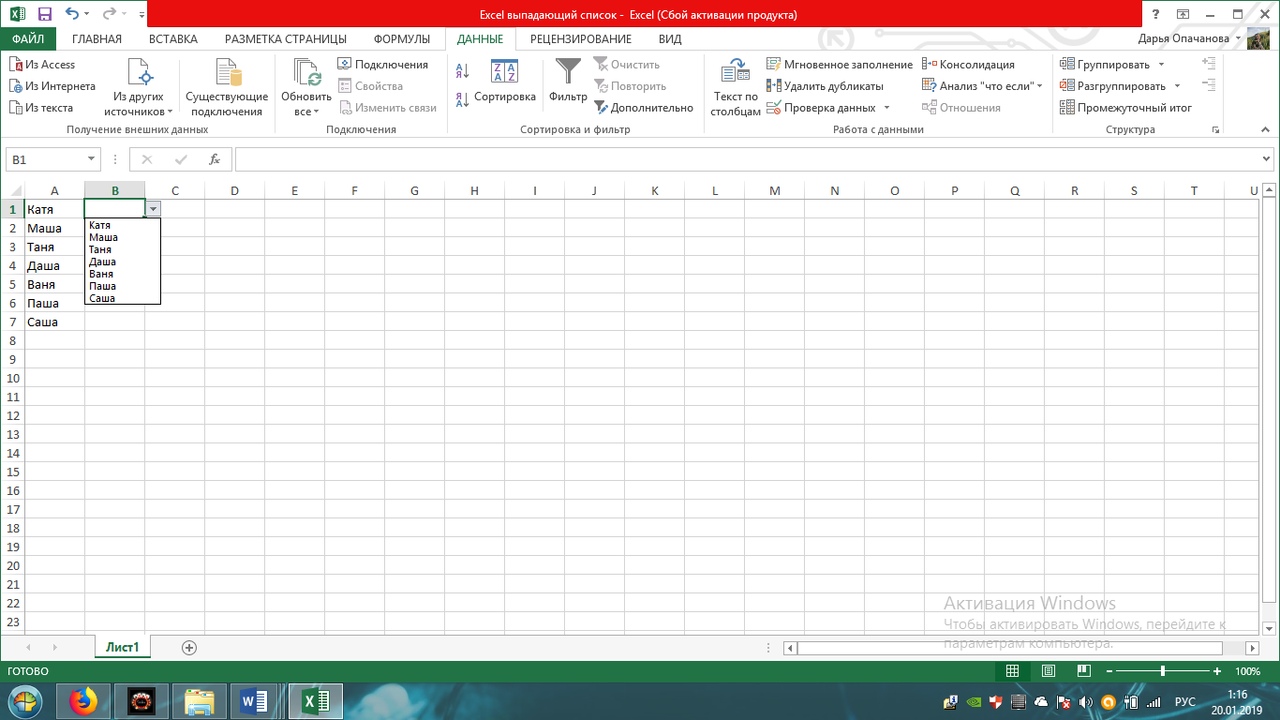 Excel выпадающий список - Excel (Сбой активации продукта)
?
ФАЙЛ ГЛАВНАЯ ВСТАВКА РАЗМЕТКА СТРАНИЦЫ ФОРМУЛЫ ДАННЫЕ РЕЦЕНЗИРОВАНИЕ ВИД Дарья Опачанова
Из Access
Из Интернета
Из текста
Из других
источников
Существующие
подключения
Получение внешних данных
Обновить
все
Подключения
Свойства
Изменить связи
Подключения
Сортировка
Фильтр
Очистить
Повторить
Дополнительно
Сортировка и фильтр
Текст по
столбцам
Мгновенное заполнение
Удалить дубликаты
Проверка данных
Консолидация
Анализ "что если"
Отношения
Работа с данными
Группировать
Разгруппировать
Промежуточный итог
Структура
B1 fx
A B C D E F G H I J K L M N O P Q R S T U
1 Катя
2 Маша
3 Таня
4 Даша
5 Ваня
6 Паша
7 Саша
Катя
Маша
Таня
Даша
Ваня
Паша
Саша
8
9
10
11
12
13
14
15
16
17
18
19
20
21
22
23
Активация Windows
Чтобы активировать Windows, перейдите к
параметрам компьютера.
Лист1
ГОТОВО 100%
РУС
1:16
20.01.2019